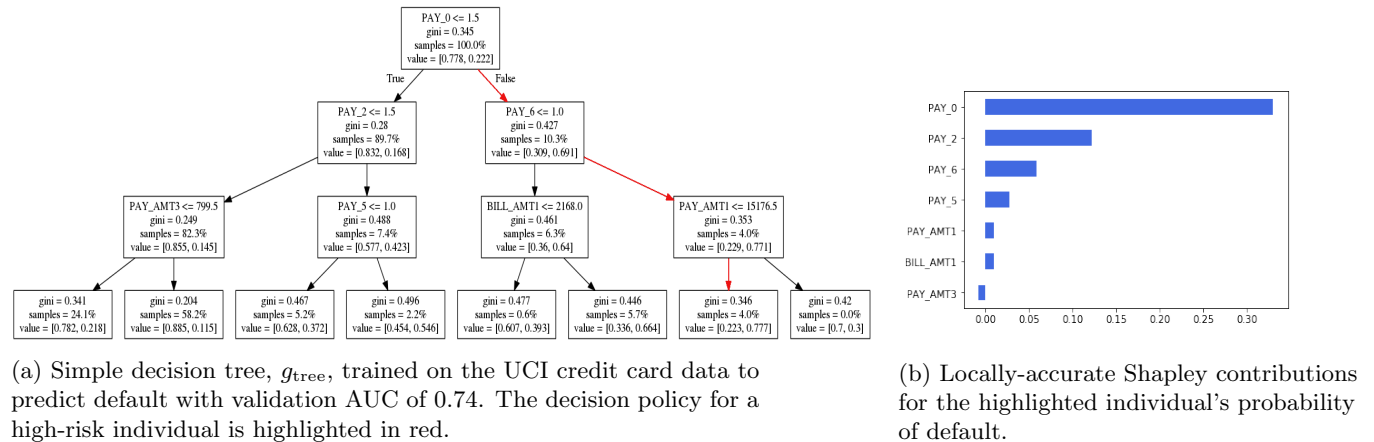 PAY_0 <= 1.5
gini = 0.345
samples = 100.0%
value = [0.778, 0.222]
True
False
PAY_2 <= 1.5
gini = 0.28
samples = 89.7%
value = [0.832, 0.168]
PAY_6 <= 1.0
gini = 0.427
samples = 10.3%
value = [0.309, 0.691]
PAY_AMT3 <= 799.5
gini = 0.249
samples = 82.3%
value = [0.855, 0.145]
PAY_5 <= 1.0
gini = 0.488
samples = 7.4%
value = [0.577, 0.423]
BILL_AMT1 <= 2168.0
gini = 0.461
samples = 6.3%
value = [0.36, 0.64]
PAY_AMT1 <= 15176.5
gini = 0.353
samples = 4.0%
value = [0.229, 0.771]
gini = 0.341
samples = 24.1%
value = [0.782, 0.218]
gini = 0.204
samples = 58.2%
value = [0.885, 0.115]
gini = 0.467
samples = 5.2%
value = [0.628, 0.372]
gini = 0.496
samples = 2.2%
value = [0.454, 0.546]
gini = 0.477
samples = 0.6%
value = [0.607, 0.393]
gini = 0.446
samples = 5.7%
value = [0.336, 0.664]
gini = 0.346
samples = 4.0%
value = [0.223, 0.777]
gini = 0.42
samples = 0.0%
value = [0.7, 0.3]
(a) Simple decision tree, gtree, trained on the UCI credit card data to
predict default with validation AUC of 0.74. The decision policy for a
high-risk individual is highlighted in red.
PAY_0
PAY_2
PAY_6
PAY_5
PAY_AMT1
BILL_AMT1
PAY_AMT3
0.00 0.05 0.10 0.15 0.20 0.25 0.30
(b) Locally-accurate Shapley contributions
for the highlighted individual's probability
of default.